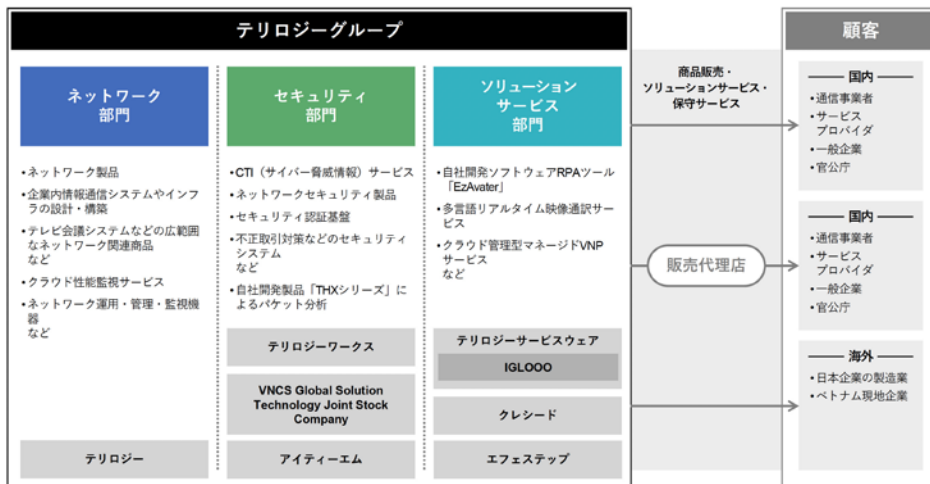 テリロジーグループ
ネットワーク
部門
・ネットワーク製品
・企業内情報通信システムやインフ
ラの設計・構築
・テレビ会議システムなどの広範囲
なネットワーク関連商品
など
・クラウド性能監視サービス
・ネットワーク運用・管理・監視機
器
など
テリロジー
セキュリティ
部門
・CTI（サイバー脅威情報）サービス
・ネットワークセキュリティ製品
・セキュリティ認証基盤
・不正取引対策などのセキュリティ
システム
など
・自社開発製品「THXシリーズ」に
よるパケット分析
テリロジーワークス
VNCS Global Solution
Technology Joint Stock
Company
アイティーエム
ソリューション
サービス
部門
・自社開発ソフトウェアRPAツール
「EzAvater」
・多言語リアルタイム映像通訳サー
ビス
・クラウド管理型マネージドVNP
サービス
など
テリロジーサービスウェア
IGLOOO
クレシード
エフェステップ
商品販売・
ソリューションサービス・
保守サービス
販売代理店
顧客
国内
・通信事業者
・サービス
プロバイダ
・一般企業
・官公庁
国内
・通信事業者
・サービス
プロバイダ
・一般企業
・官公庁
海外
・日本企業の製造業
・ベトナム現地企業